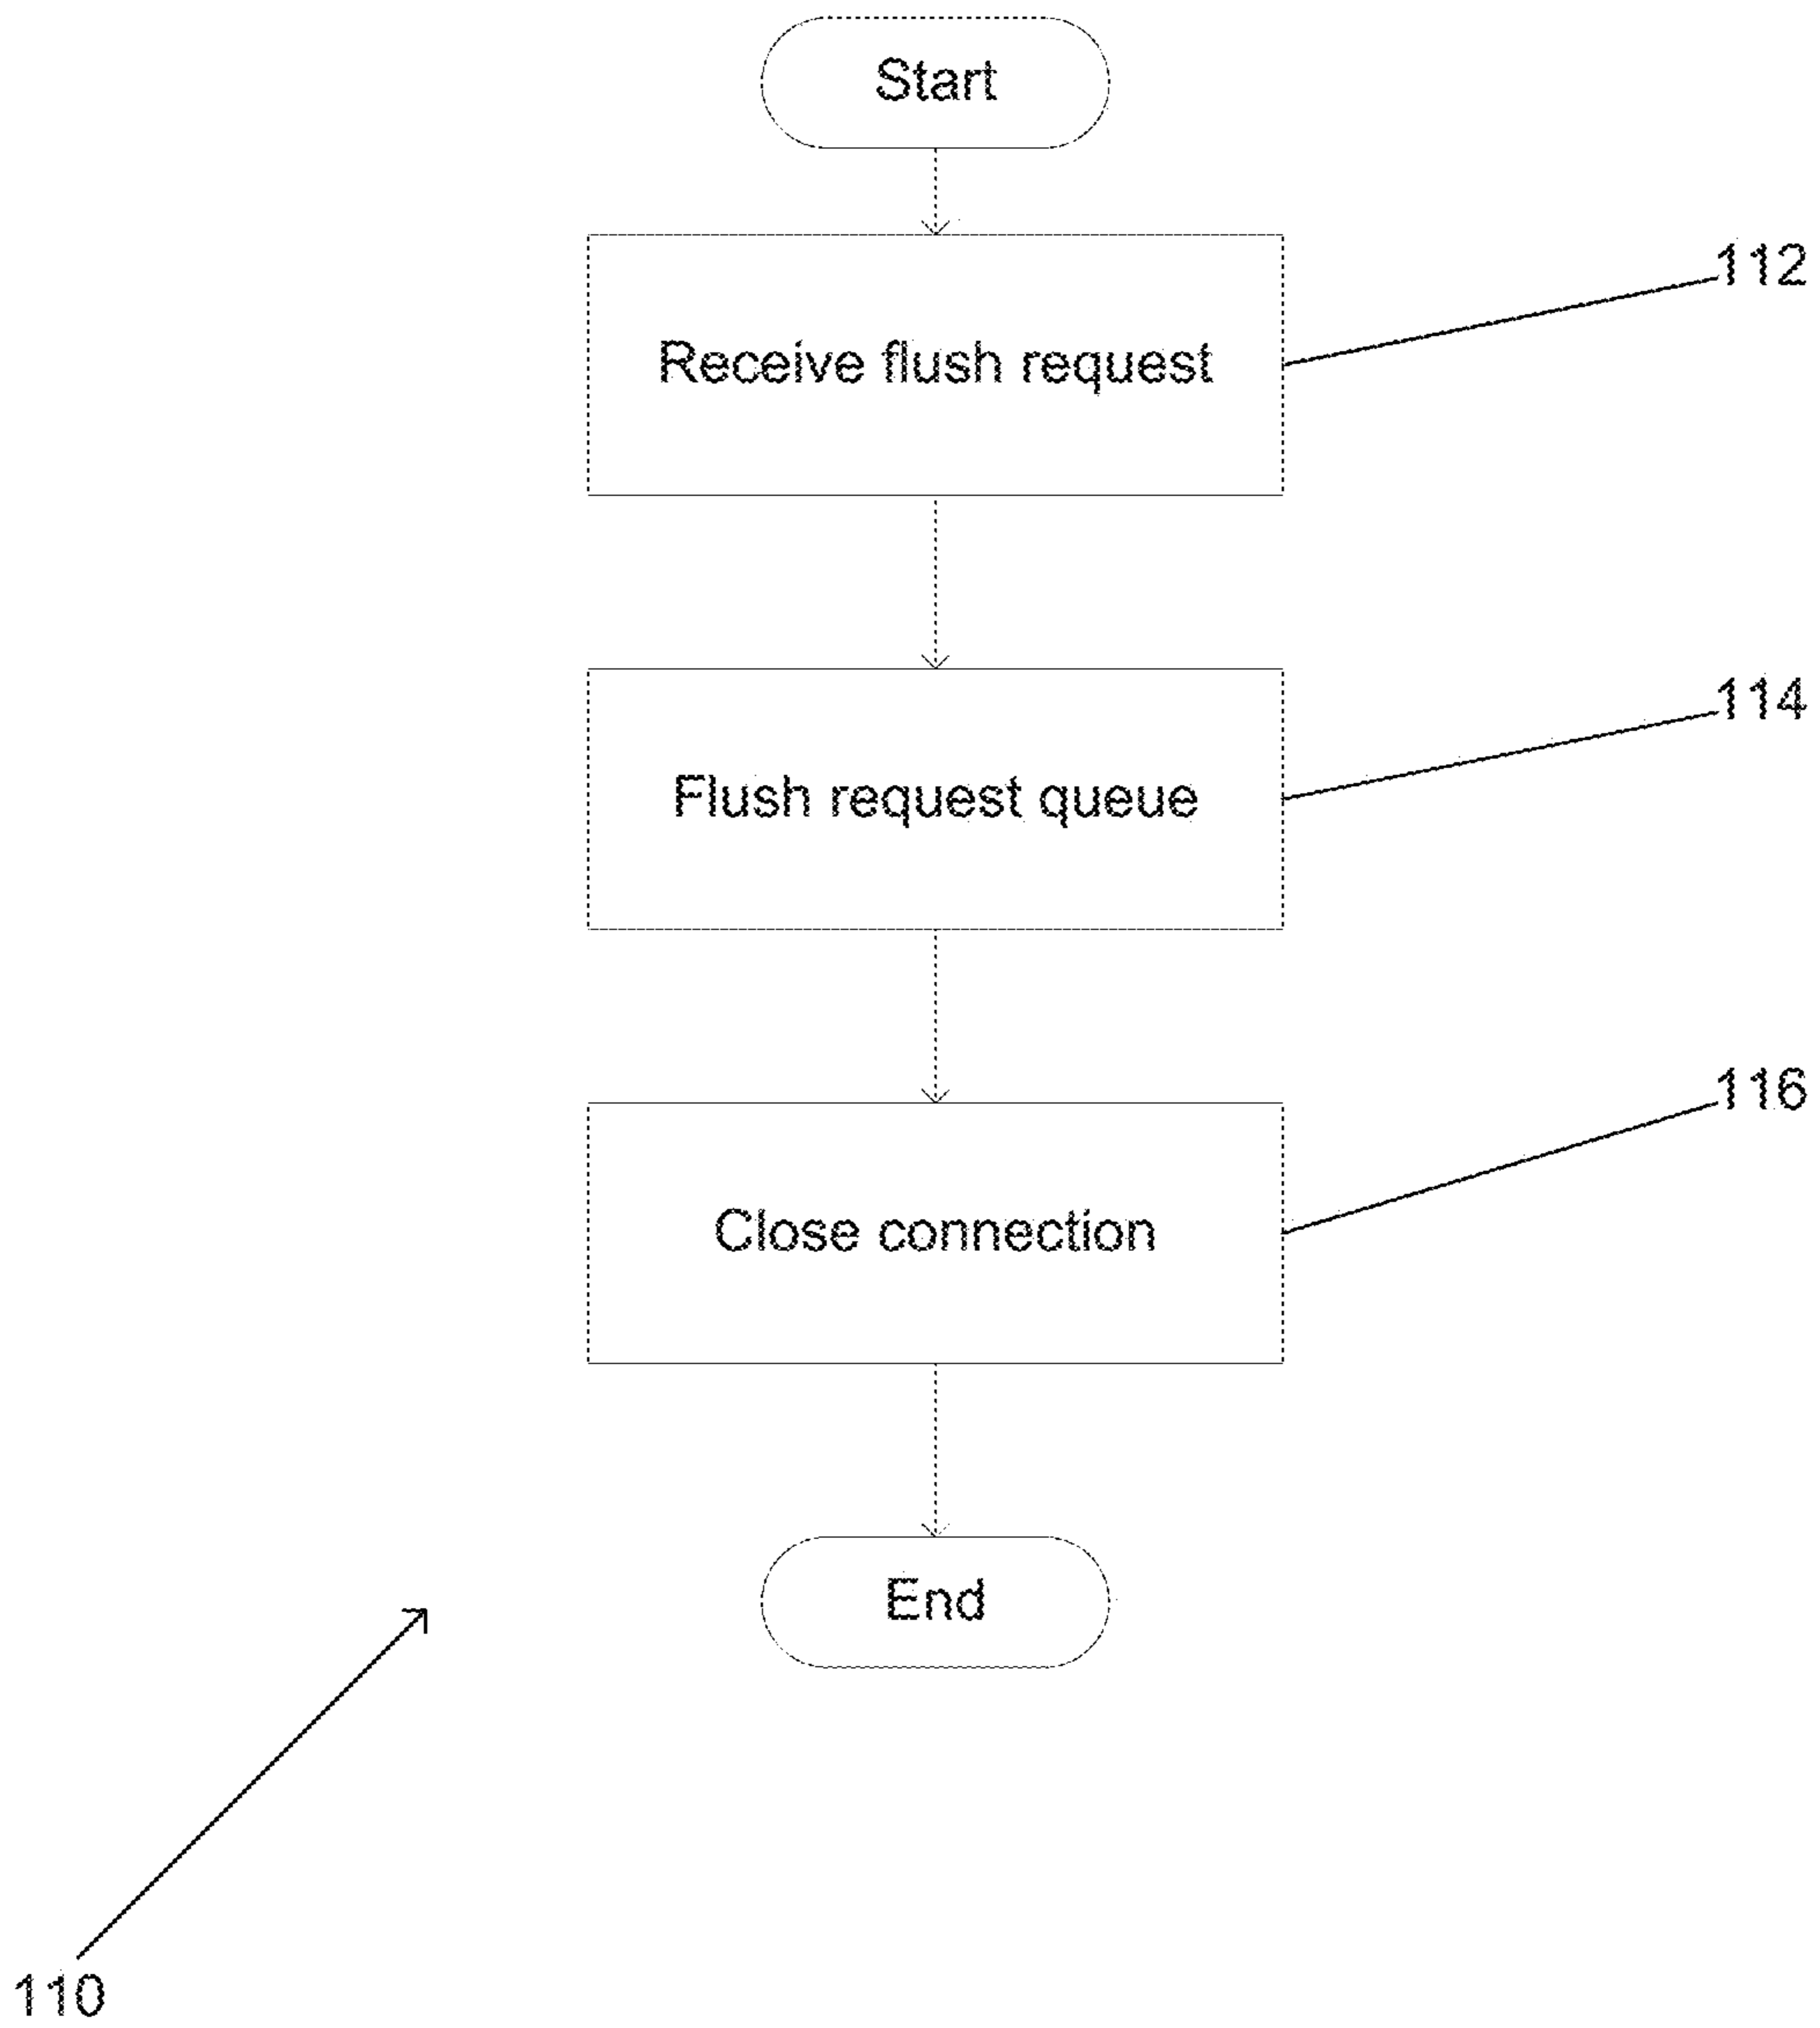 Start
112
Receive flush request
114
Flush request queue
116
Close connection
End
110